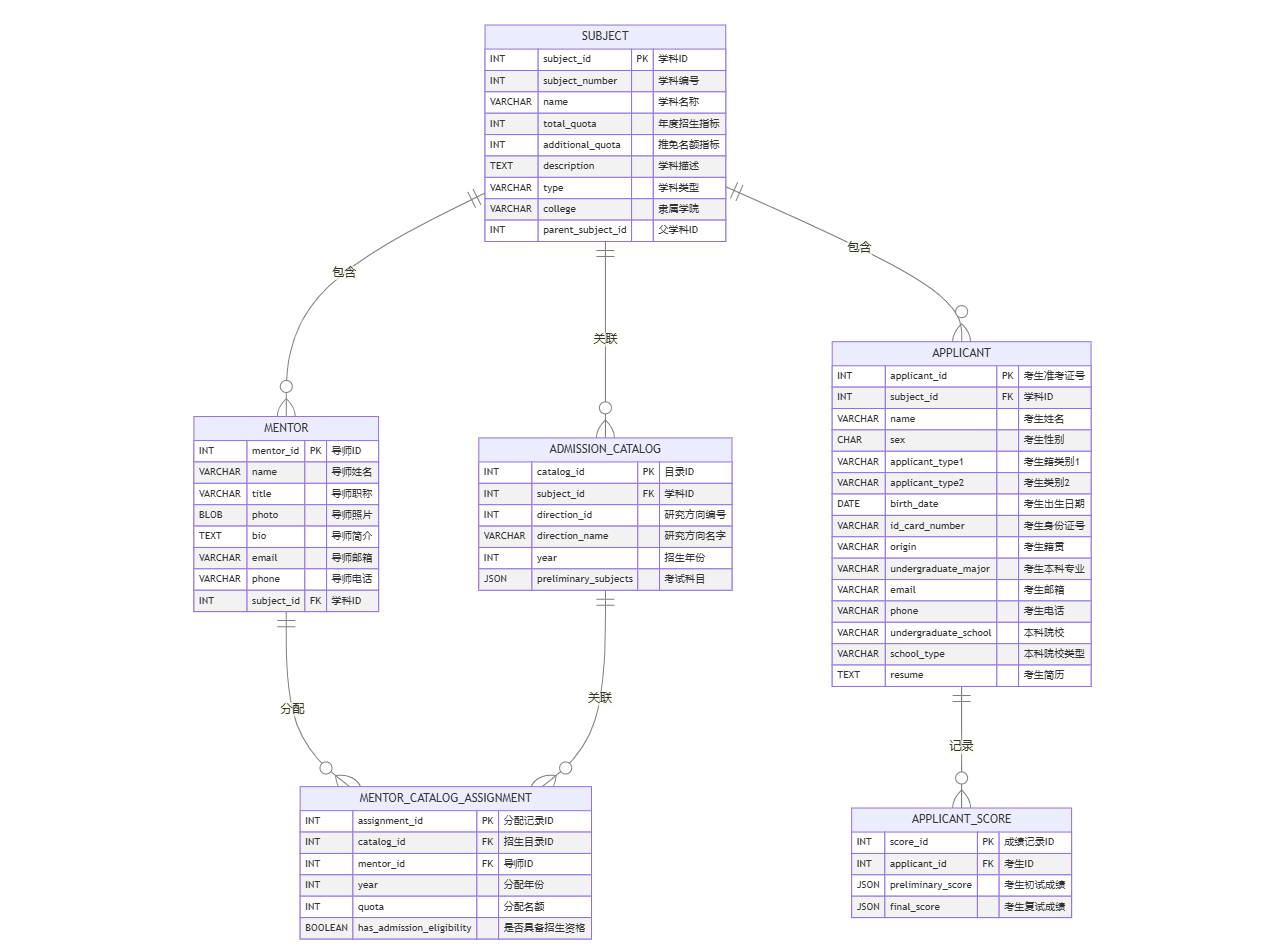 SUBJECT
INT subject_id PK 学科ID
INT subject_number 学科编号
VARCHAR name 学科名称
INT total_quota 年度招生指标
INT additional_quota 推免名额指标
TEXT description 学科描述
VARCHAR type 学科类型
VARCHAR college 隶属学院
INT parent_subject_id 父学科ID
包含
关联
包含
MENTOR
INT mentor_id PK 导师ID
VARCHAR name 导师姓名
VARCHAR title 导师职称
BLOB photo 导师照片
TEXT bio 导师简介
VARCHAR email 导师邮箱
VARCHAR phone 导师电话
INT subject_id FK 学科ID
ADMISSION_CATALOG
INT catalog_id PK 目录ID
INT subject_id FK 学科ID
INT direction_id 研究方向编号
VARCHAR direction_name 研究方向名字
INT year 招生年份
JSON preliminary_subjects 考试科目
APPLICANT
INT applicant_id PK 考生准考证号
INT subject_id FK 学科ID
VARCHAR name 考生姓名
CHAR sex 考生性别
VARCHAR applicant_type1 考生籍类别1
VARCHAR applicant_type2 考生类别2
DATE birth_date 考生出生日期
VARCHAR id_card_number 考生身份证号
VARCHAR origin 考生籍贯
VARCHAR undergraduate_major 考生本科专业
VARCHAR email 考生邮箱
VARCHAR phone 考生电话
VARCHAR undergraduate_school 本科院校
VARCHAR school_type 本科院校类型
TEXT resume 考生简历
分配
关联
记录
MENTOR_CATALOG_ASSIGNMENT
INT assignment_id PK 分配记录ID
INT catalog_id FK 招生目录ID
INT mentor_id FK 导师ID
INT year 分配年份
INT quota 分配名额
BOOLEAN has_admission_eligibility 是否具备招生资格
APPLICANT_SCORE
INT score_id PK 成绩记录ID
INT applicant_id FK 考生ID
JSON preliminary_score 考生初试成绩
JSON final_score 考生复试成绩